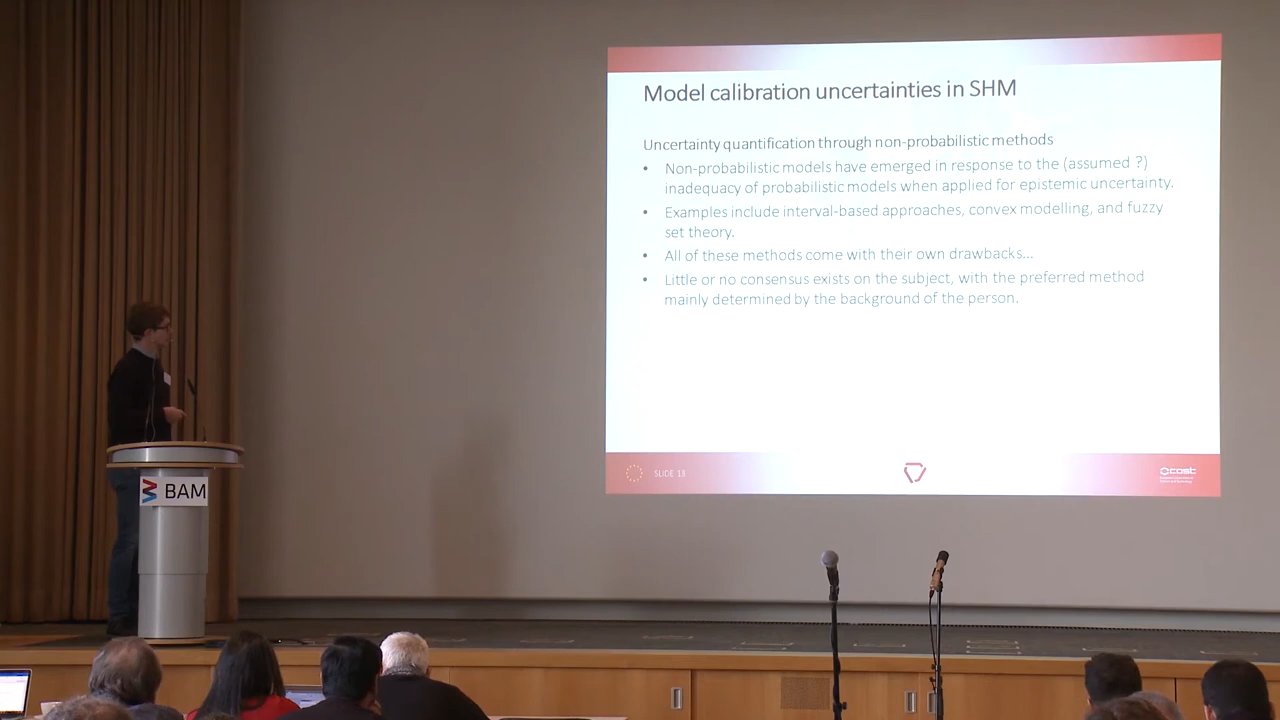 Model calibration uncertainties in SHM
Uncertainty quantification through non-probabilistic methods
• Non-probabilistic models have emerged in response to the (assumed ?)
inadequacy of probabilistic models when applied for epistemic uncertainty.
• Examples include interval-based approaches, convex modelling, and fuzzy
set theory.
• All of these methods come with their own drawbacks...
• Little or no consensus exists on the subject, with the preferred method
mainly determined by the background of the person.
SLIDE 13
cost
BAM